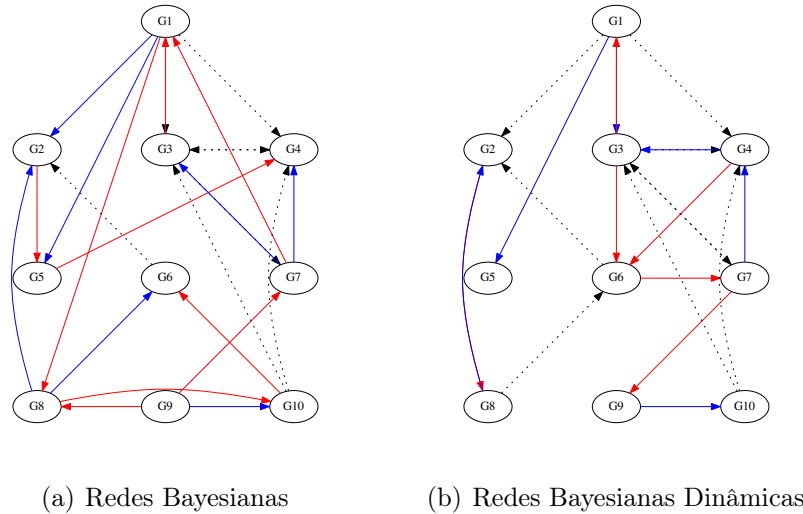 G1 G1
G2 G3 G4 G2 G3 G4
G5 G6 G7 G5 G6 G7
G8 G9 G10 G8 G9 G10
(a) Redes Bayesianas (b) Redes Bayesianas Dinâmicas